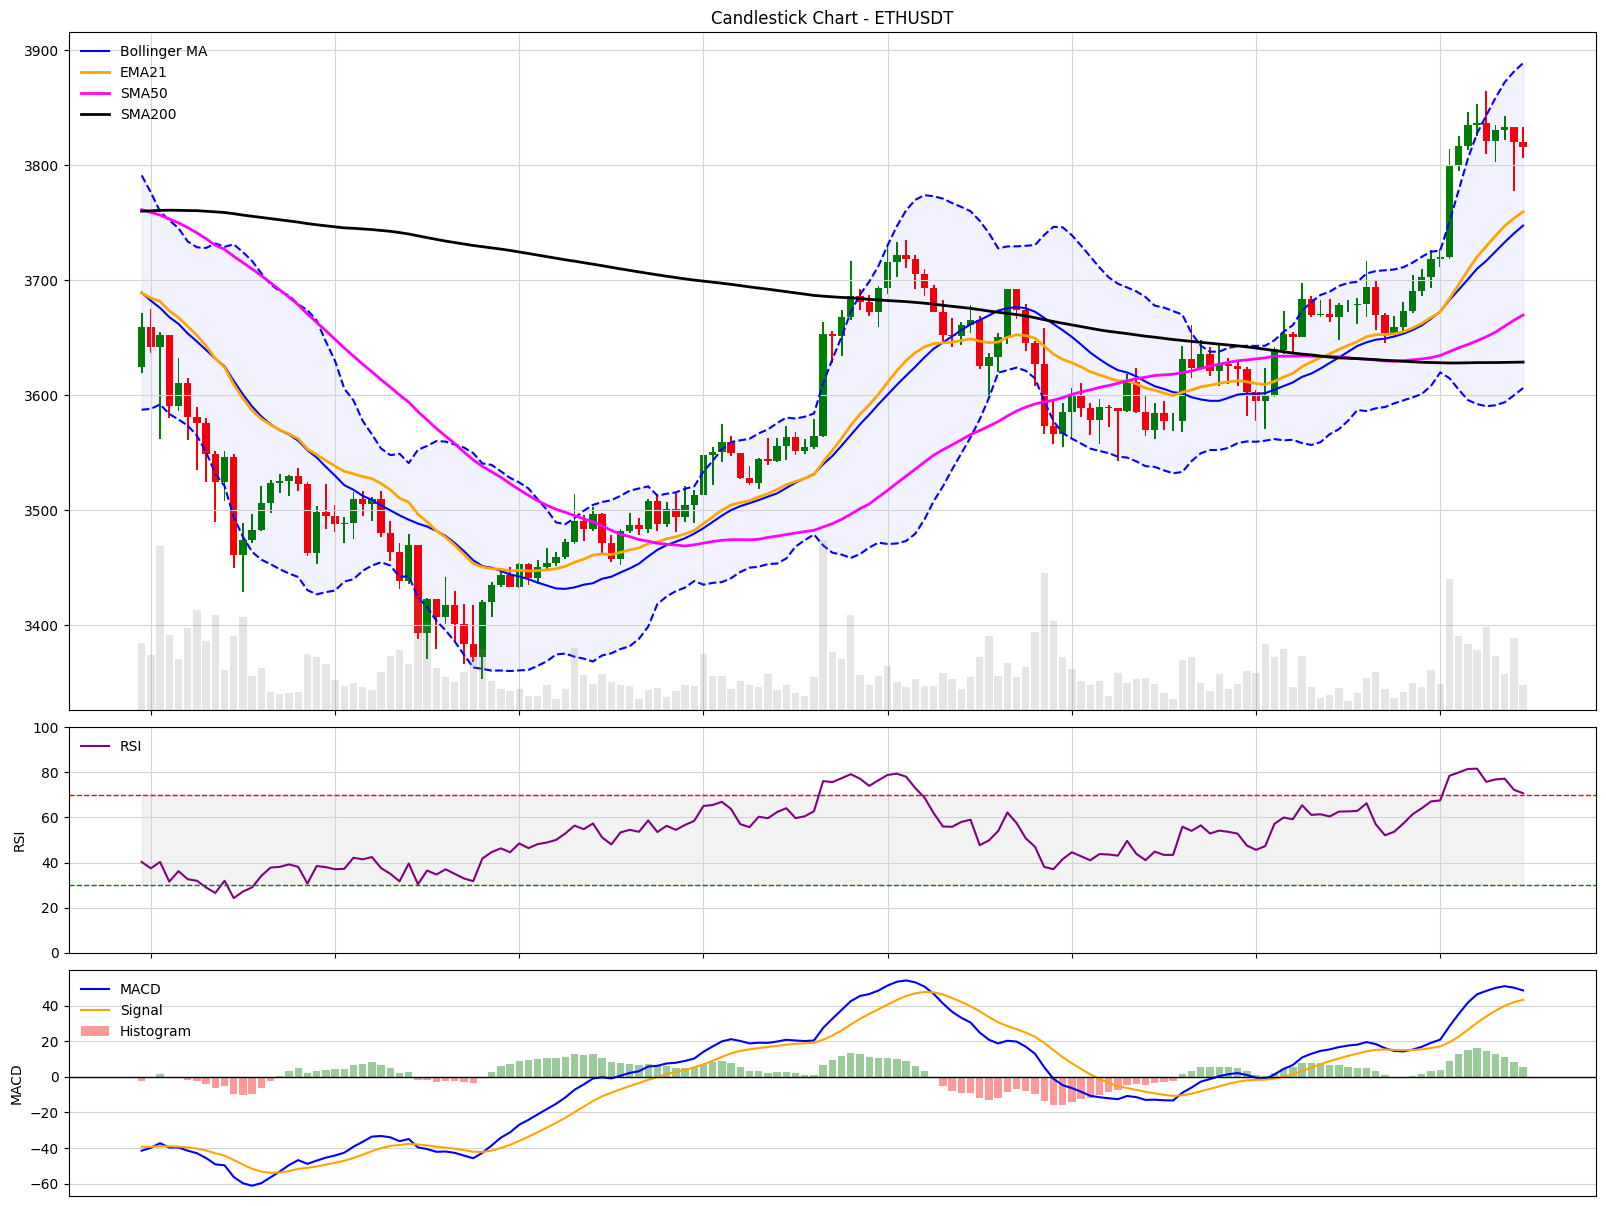 Candlestick Chart - ETHUSDT
3900
3800
3700
3600
3500
3400
Bollinger MA
EMA21
SMA50
SMA200
100
80
60
40
20
0
RSI
RSI
40
20
0
−20
−40
−60
MACD
MACD
Signal
Histogram